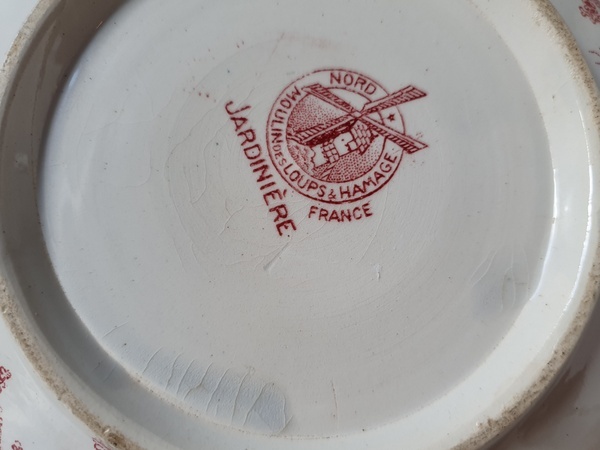 NORD
MOULIN DES LOUPS & HAMAGE
FRANCE
JARDINIÈRE